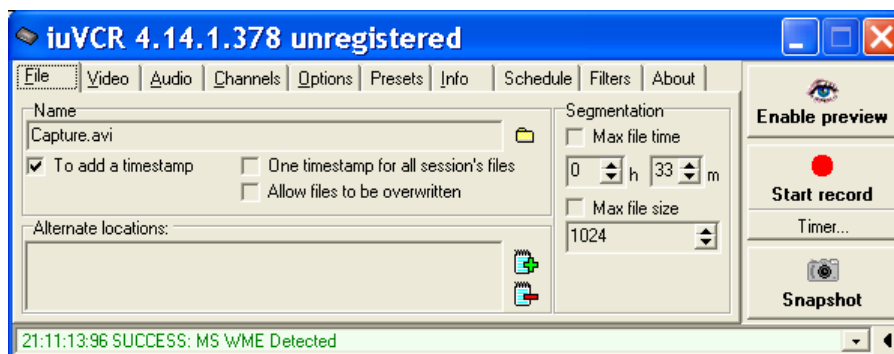 iuVCR 4.14.1.378 unregistered
File Video Audio Channels Options Presets Info Schedule Filters About
Name
Capture.avi
To add a timestamp
One timestamp for all session's files
Allow files to be overwritten
Alternate locations:
Segmentation
Max file time
0 h 33 m
Max file size
1024
Enable preview
Start record
Timer...
Snapshot
21:11:13:96 SUCCESS: MS WME Detected